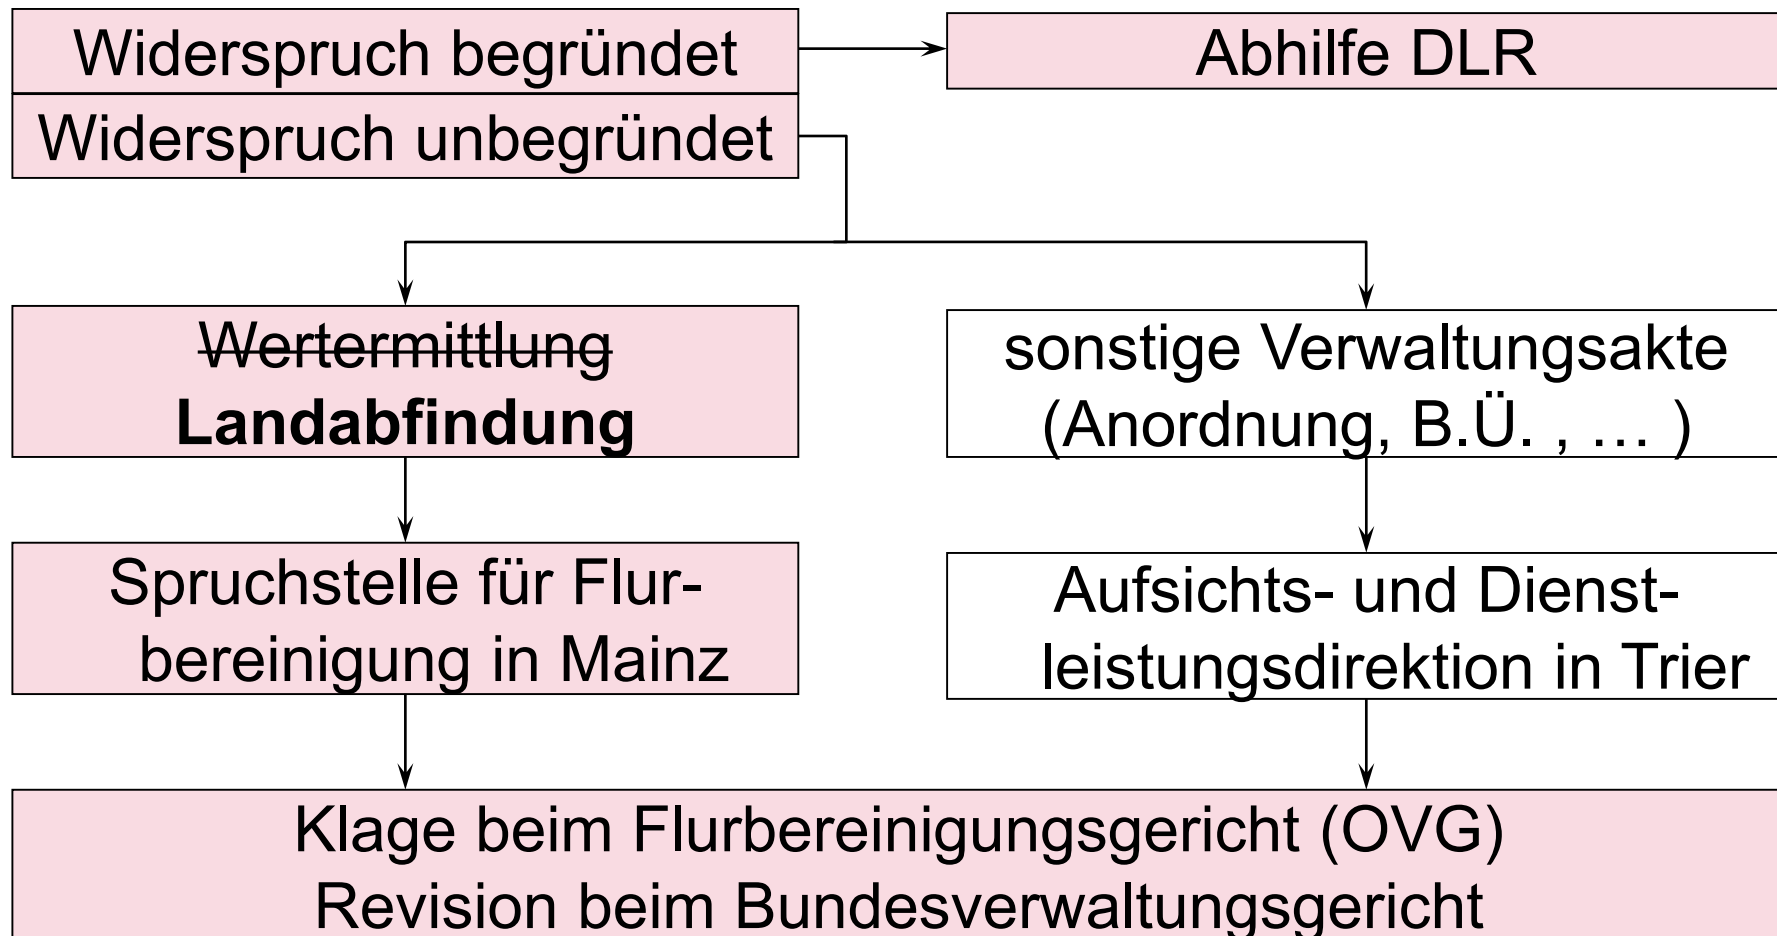 Widerspruch begründet
Abhilfe DLR
Widerspruch unbegründet
Wertermittlung
Landabfindung
sonstige Verwaltungsakte
(Anordnung, B.Ü. , … )
Spruchstelle für Flur-
bereinigung in Mainz
Aufsichts- und Dienst-
leistungsdirektion in Trier
Klage beim Flurbereinigungsgericht (OVG)
Revision beim Bundesverwaltungsgericht